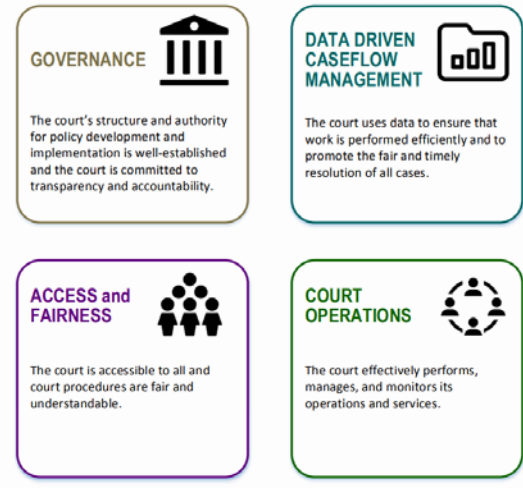 GOVERNANCE
The court's structure and authority
for policy development and
implementation is well-established
and the court is committed to
transparency and accountability.
DATA DRIVEN
CASEFLOW
MANAGEMENT
The court uses data to ensure that
work is performed efficiently and to
promote the fair and timely
resolution of all cases.
ACCESS and
FAIRNESS
The court is accessible to all and
court procedures are fair and
understandable.
COURT
OPERATIONS
The court effectively performs,
manages, and monitors its
operations and services.